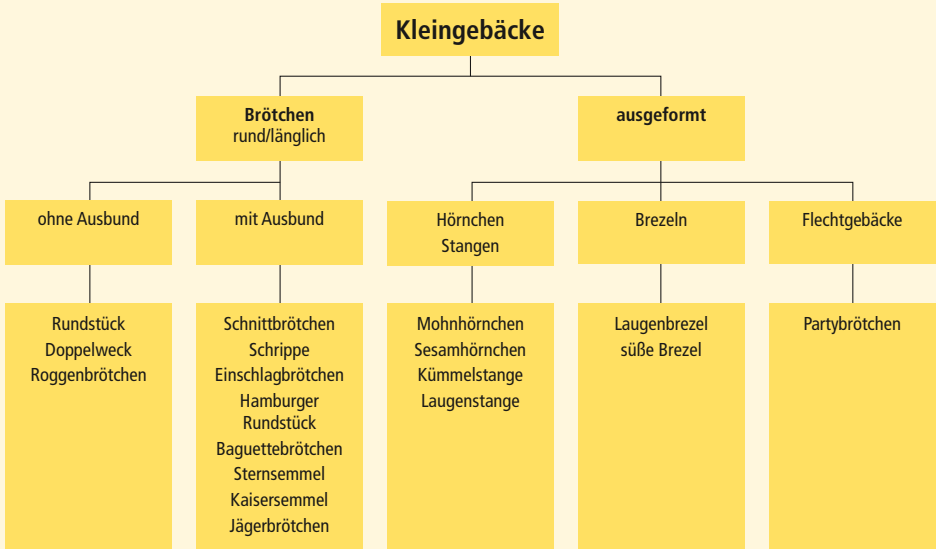 Kleingebäcke
Brötchen
rund/länglich
ausgeformt
ohne Ausbund
mit Ausbund
Hörnchen
Stangen
Brezeln
Flechtgebäcke
Rundstück
Doppelweck
Roggenbrötchen
Schnittbrötchen
Schrippe
Einschlagbrötchen
Hamburger
Rundstück
Baguettebrötchen
Sternsemmel
Kaisersemmel
Jägerbrötchen
Mohnhörnchen
Sesamhörnchen
Kümmelstange
Laugenstange
Laugenbrezel
süße Brezel
Partybrötchen